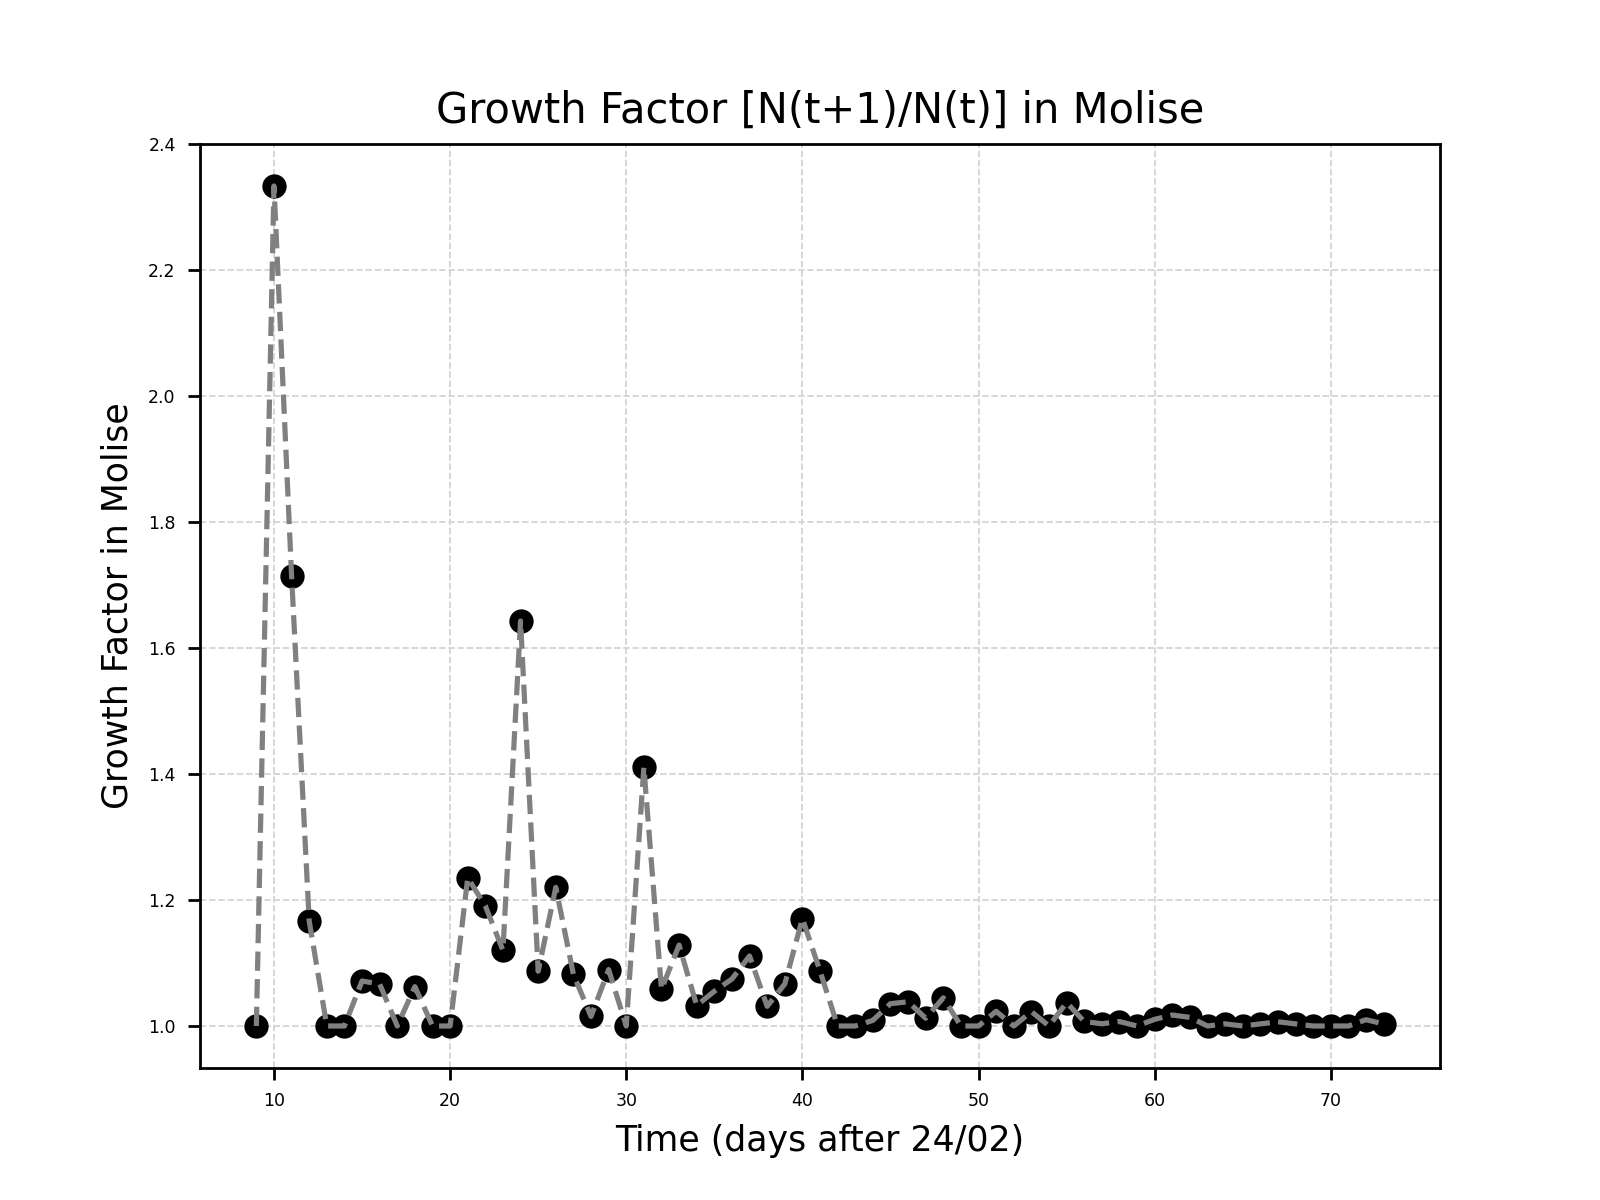 Growth Factor [N(t+1)/N(t)] in Molise
Growth Factor in Molise
2.4
2.2
2.0
1.8
1.6
1.4
1.2
1.0
10 20 30 40 50 60 70
Time (days after 24/02)